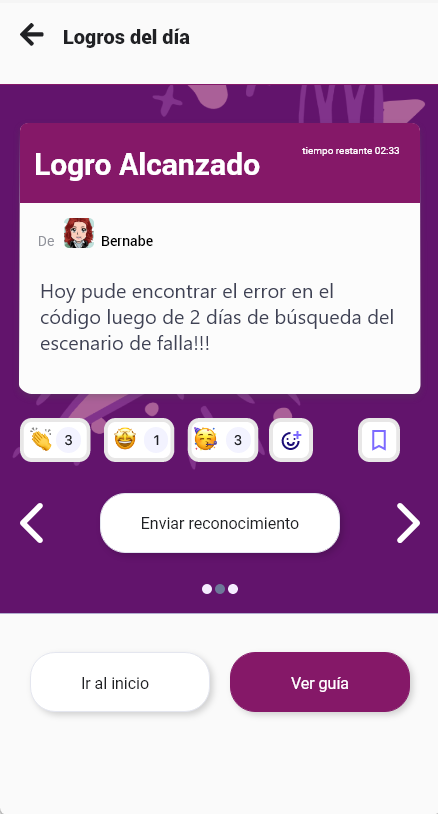 Logros del día
Logro Alcanzado
tiempo restante 02:33
De Bernabe
Hoy pude encontrar el error en el
código luego de 2 días de búsqueda del
escenario de falla!!!
3 1 3
Enviar reconocimiento
Ir al inicio Ver guía